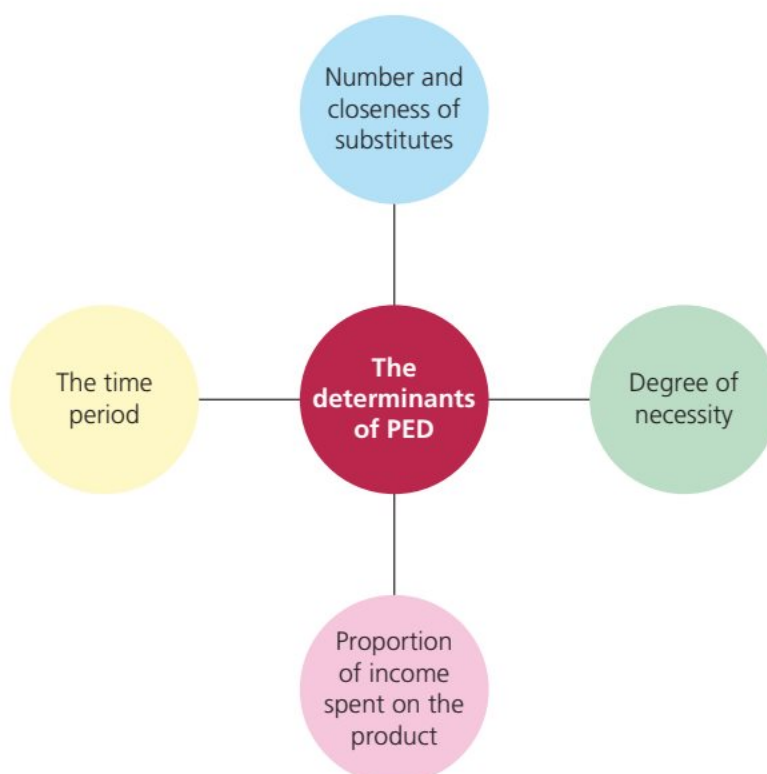 Number and
closeness of
substitutes
The time
period
The
determinants
of PED
Degree of
necessity
Proportion
of income
spent on the
product